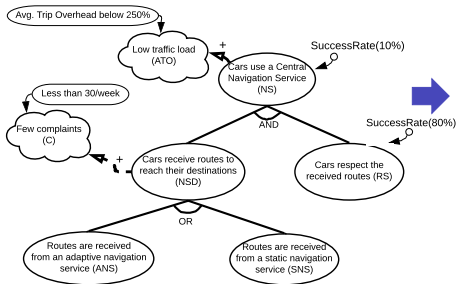 Avg. Trip Overhead below 250%
Low traffic load
(ATO)
+
SuccessRate(10%)
Cars use a Central
Navigation Service
(NS)
Less than 30/week
AND
SuccessRate(80%)
Few complaints
(C)
+
Cars receive routes to
reach their destinations
(NSD)
Cars respect the
received routes (RS)
OR
Routes are received
from an adaptive navigation
service (ANS)
Routes are received
from a static navigation
service (SNS)